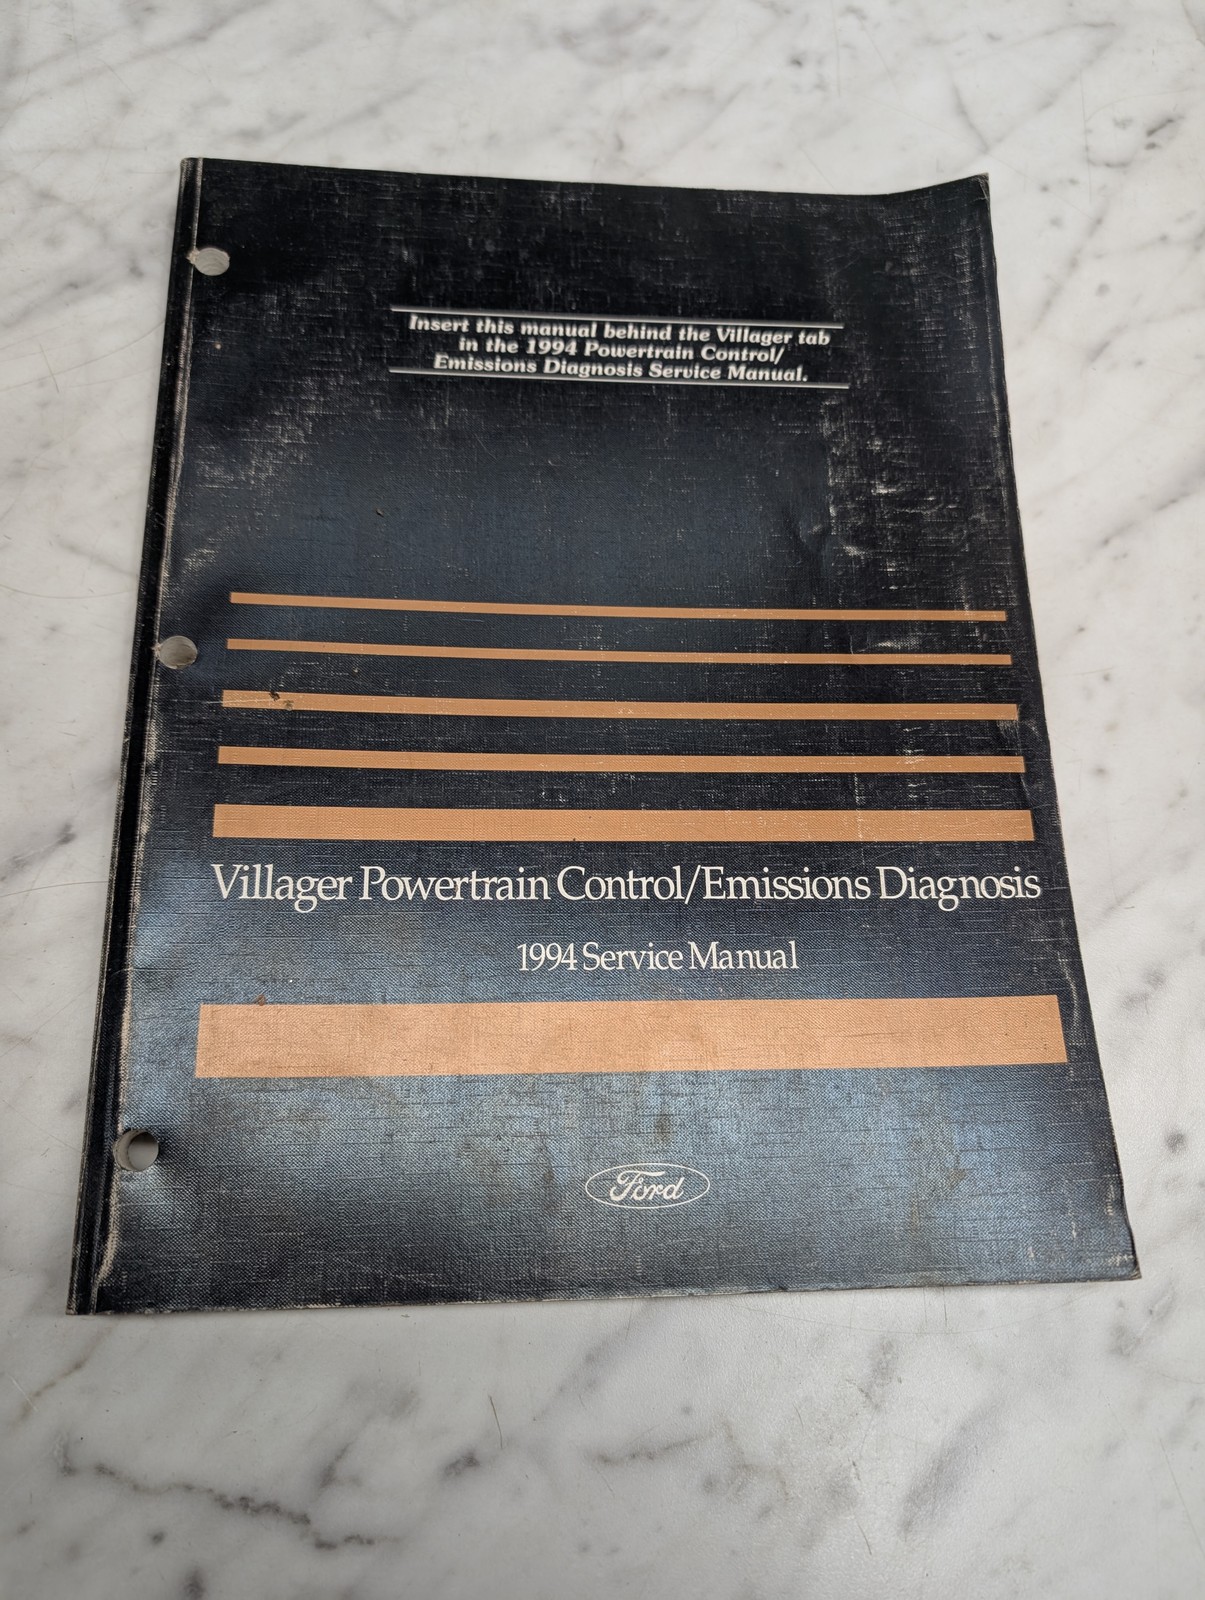 Insert this manual behind the Villager tab
in the 1994 Powertrain Control/
Emissions Diagnosis Service Manual.
Villager Powertrain Control/Emissions Diagnosis
1994 Service Manual
Ford